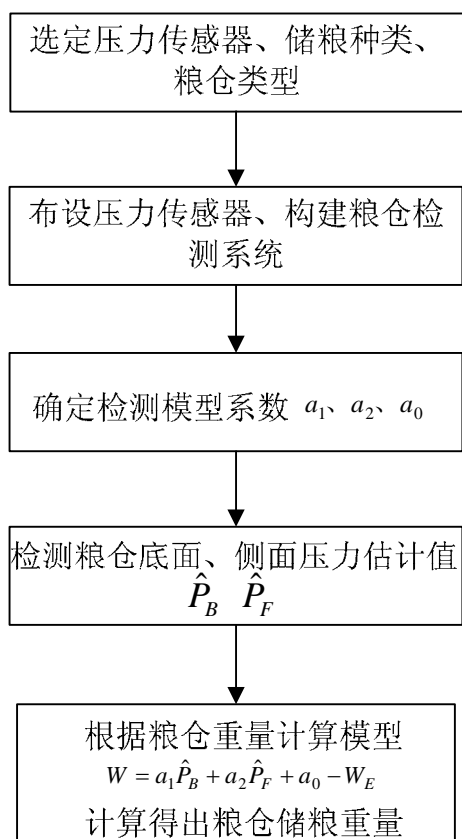 选定压力传感器、储粮种类、
粮仓类型
布设压力传感器、构建粮仓检
测系统
确定检测模型系数 a₁、a₂、a₀
检测粮仓底面、侧面压力估计值
P̂_B P̂_F
根据粮仓重量计算模型
W = a₁P̂_B + a₂P̂_F + a₀ − W_E
计算得出粮仓储粮重量